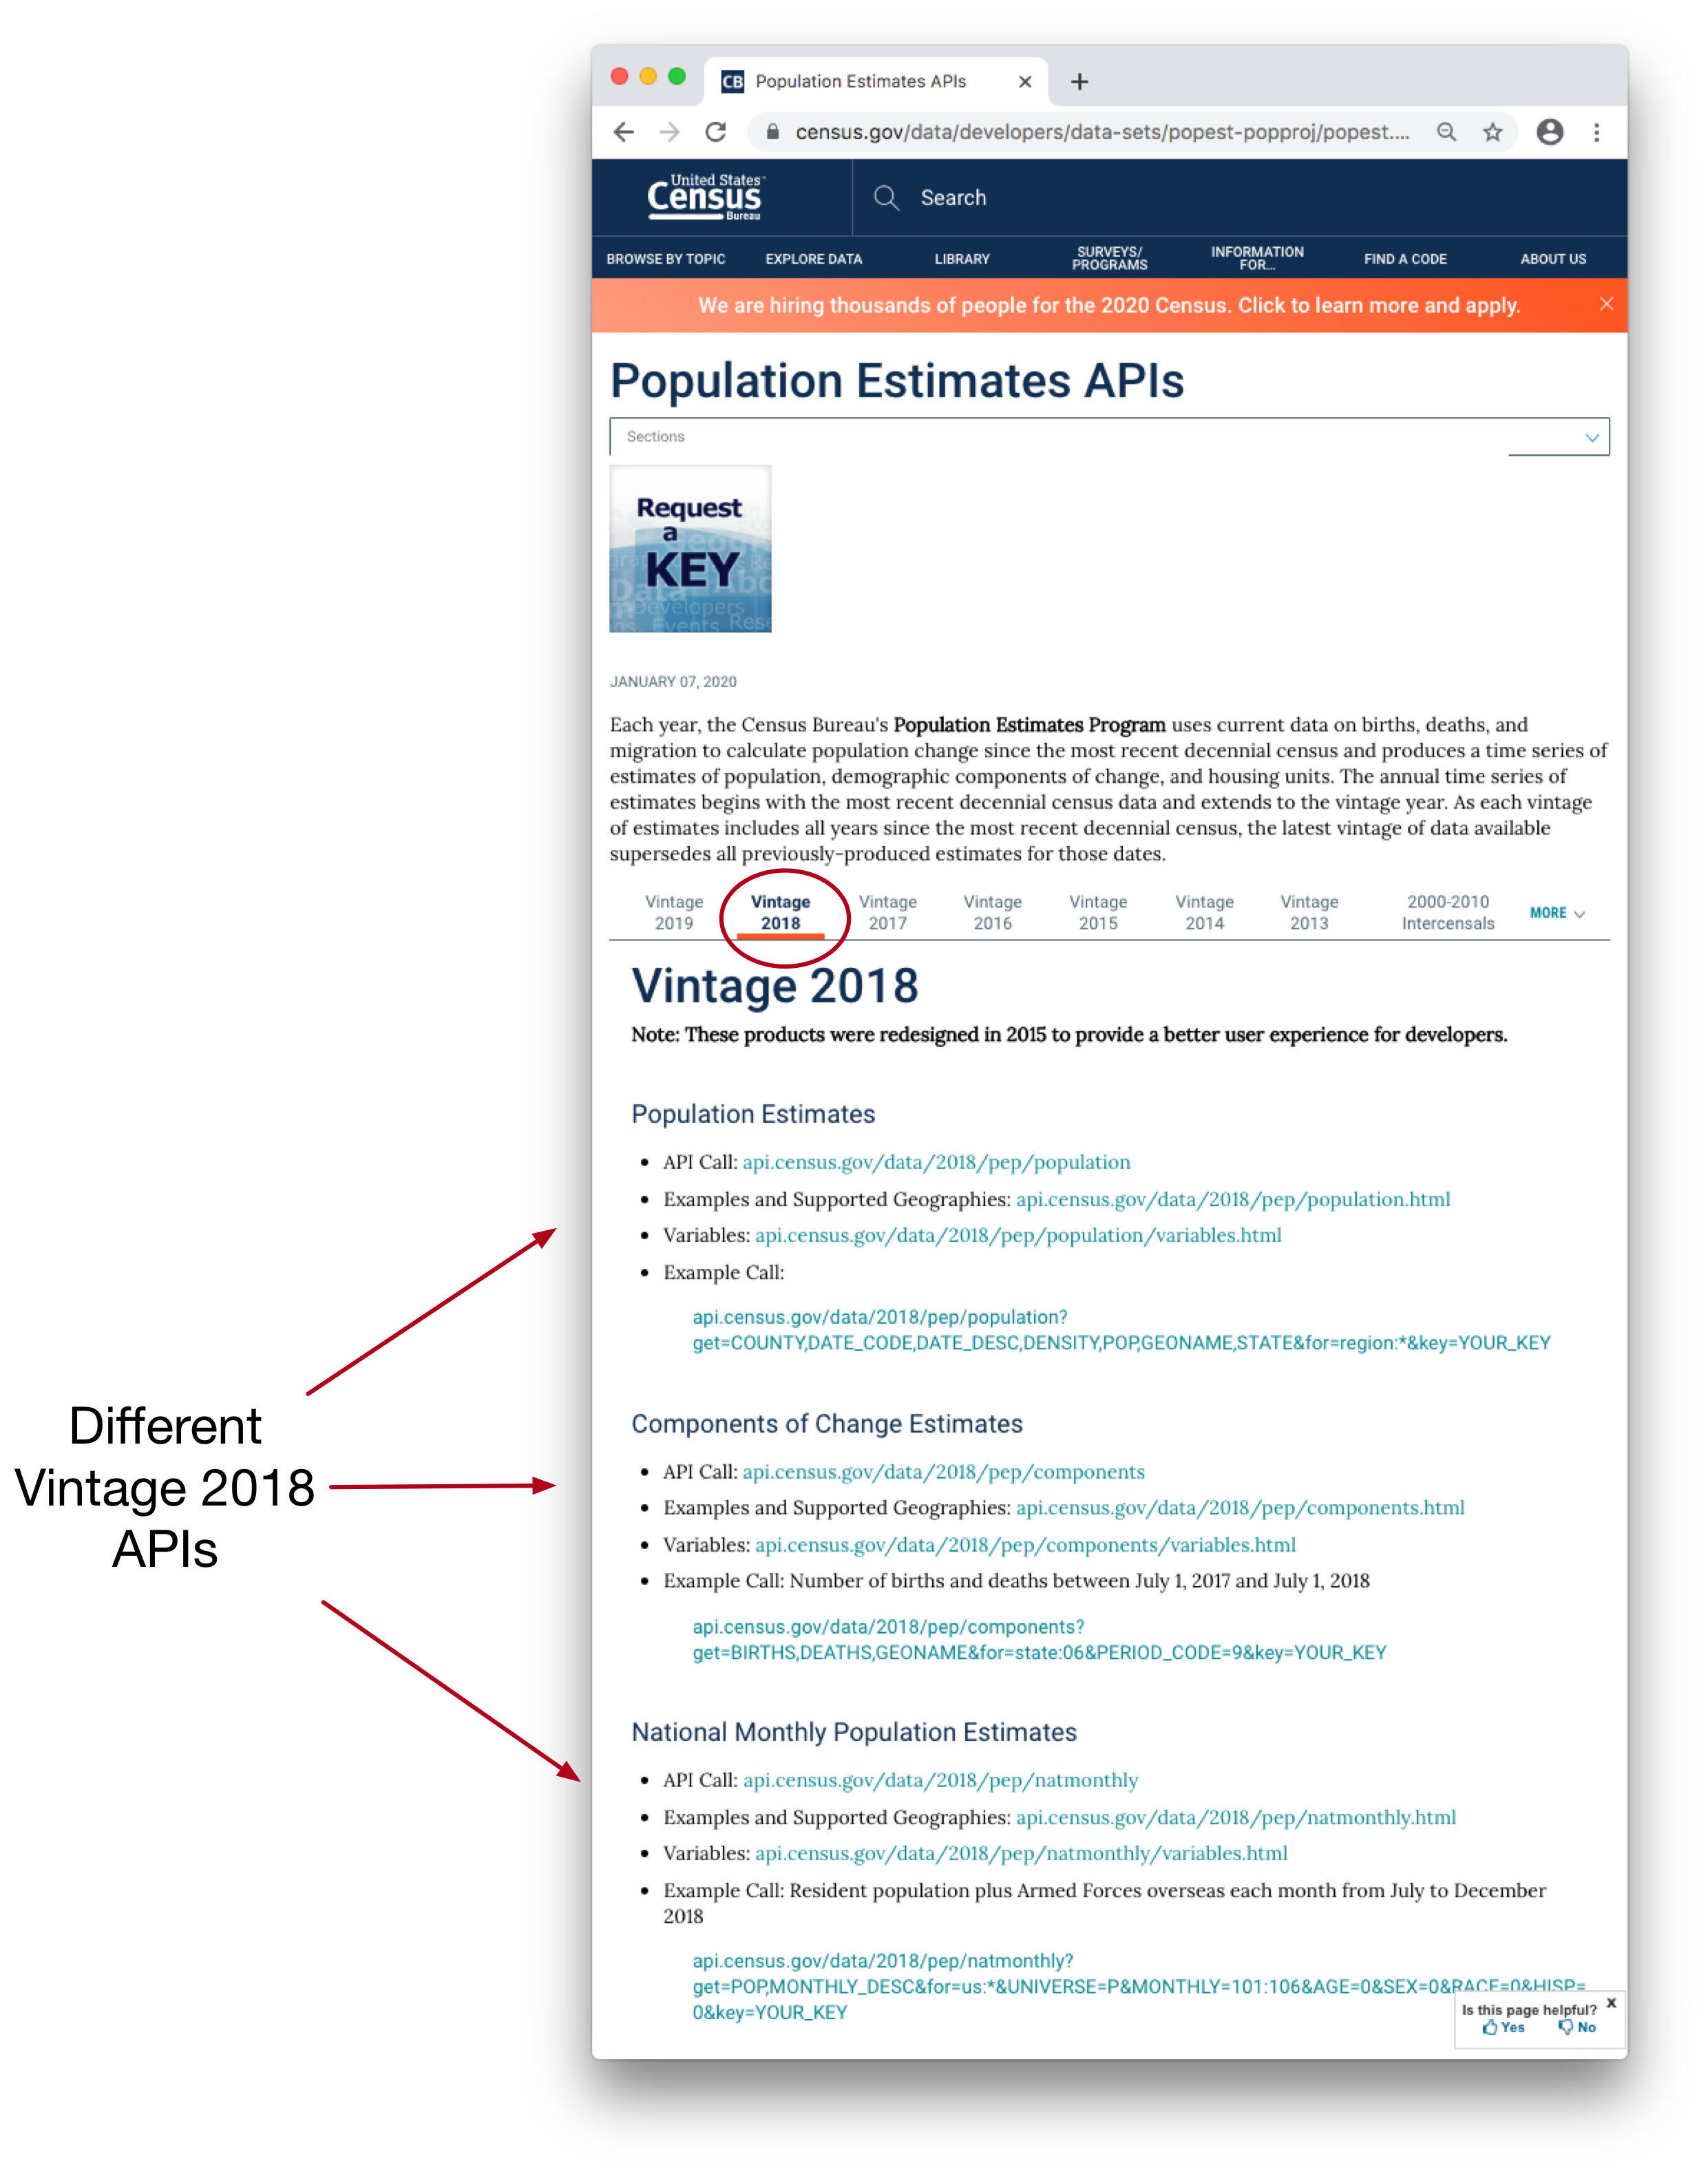 Population Estimates APIs
census.gov/data/developers/data-sets/popest-popproj/popest....
United States
Census
Bureau
Search
BROWSE BY TOPIC EXPLORE DATA LIBRARY SURVEYS/ PROGRAMS INFORMATION FOR... FIND A CODE ABOUT US
We are hiring thousands of people for the 2020 Census. Click to learn more and apply.
Population Estimates APIs
Sections
Request
a
KEY
JANUARY 07, 2020
Each year, the Census Bureau's Population Estimates Program uses current data on births, deaths, and
migration to calculate population change since the most recent decennial census and produces a time series of
estimates of population, demographic components of change, and housing units. The annual time series of
estimates begins with the most recent decennial census data and extends to the vintage year. As each vintage
of estimates includes all years since the most recent decennial census, the latest vintage of data available
supersedes all previously-produced estimates for those dates.
Vintage 2019 Vintage 2018 Vintage 2017 Vintage 2016 Vintage 2015 Vintage 2014 Vintage 2013 2000-2010 Intercensals MORE
Vintage 2018
Note: These products were redesigned in 2015 to provide a better user experience for developers.
Population Estimates
• API Call: api.census.gov/data/2018/pep/population
• Examples and Supported Geographies: api.census.gov/data/2018/pep/population.html
• Variables: api.census.gov/data/2018/pep/population/variables.html
• Example Call:
api.census.gov/data/2018/pep/population?
get=COUNTY,DATE_CODE,DATE_DESC,DENSITY,POP,GEONAME,STATE&for=region:*&key=YOUR_KEY
Different
Vintage 2018
APIs
Components of Change Estimates
• API Call: api.census.gov/data/2018/pep/components
• Examples and Supported Geographies: api.census.gov/data/2018/pep/components.html
• Variables: api.census.gov/data/2018/pep/components/variables.html
• Example Call: Number of births and deaths between July 1, 2017 and July 1, 2018
api.census.gov/data/2018/pep/components?
get=BIRTHS,DEATHS,GEONAME&for=state:06&PERIOD_CODE=9&key=YOUR_KEY
National Monthly Population Estimates
• API Call: api.census.gov/data/2018/pep/natmonthly
• Examples and Supported Geographies: api.census.gov/data/2018/pep/natmonthly.html
• Variables: api.census.gov/data/2018/pep/natmonthly/variables.html
• Example Call: Resident population plus Armed Forces overseas each month from July to December
2018
api.census.gov/data/2018/pep/natmonthly?
get=POP,MONTHLY_DESC&for=us:*&UNIVERSE=P&MONTHLY=101:106&AGE=0&SEX=0&RACE=0&HISP=
0&key=YOUR_KEY
Is this page helpful? X
Yes No